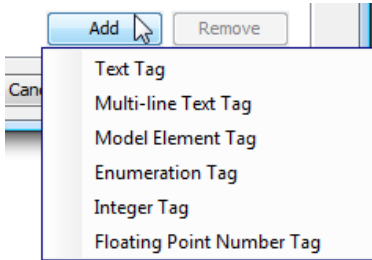 Add Remove
Text Tag
Canc
Multi-line Text Tag
Model Element Tag
Enumeration Tag
Integer Tag
Floating Point Number Tag